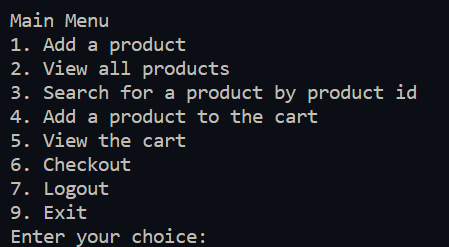 Main Menu
1. Add a product
2. View all products
3. Search for a product by product id
4. Add a product to the cart
5. View the cart
6. Checkout
7. Logout
9. Exit
Enter your choice: